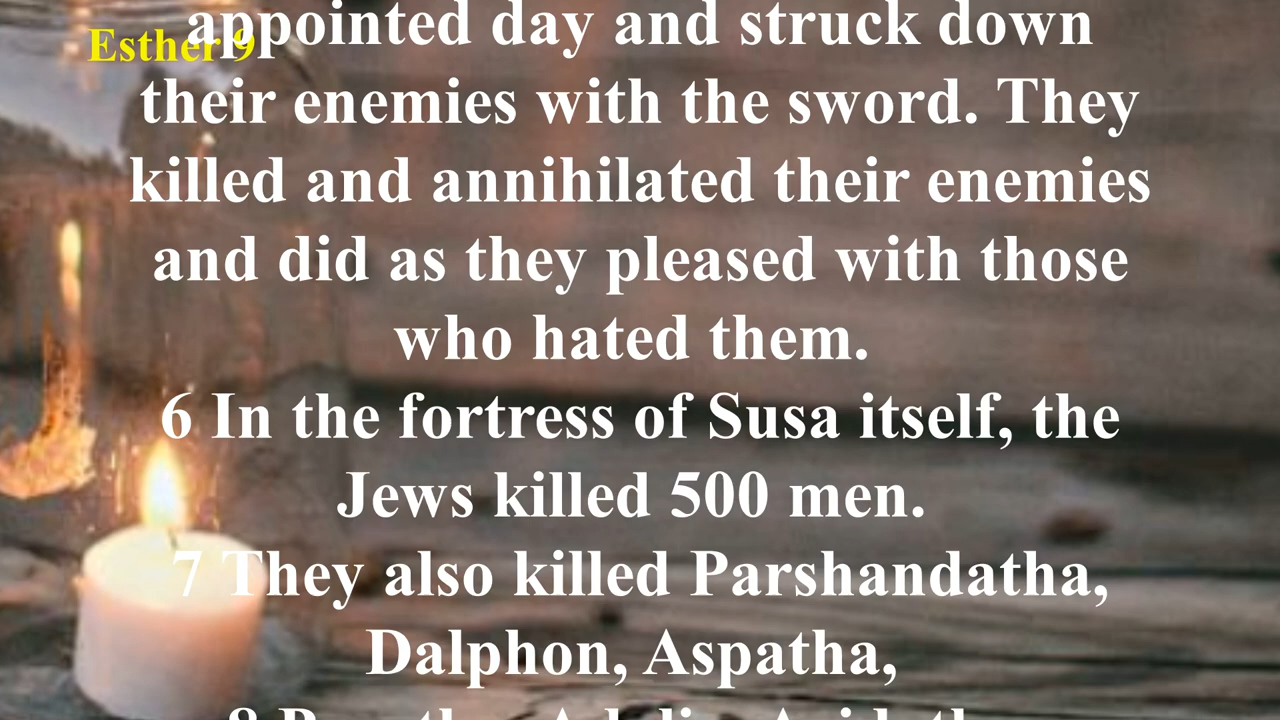 Esther 9
appointed day and struck down
their enemies with the sword. They
killed and annihilated their enemies
and did as they pleased with those
who hated them.
6 In the fortress of Susa itself, the
Jews killed 500 men.
7 They also killed Parshandatha,
Dalphon, Aspatha,